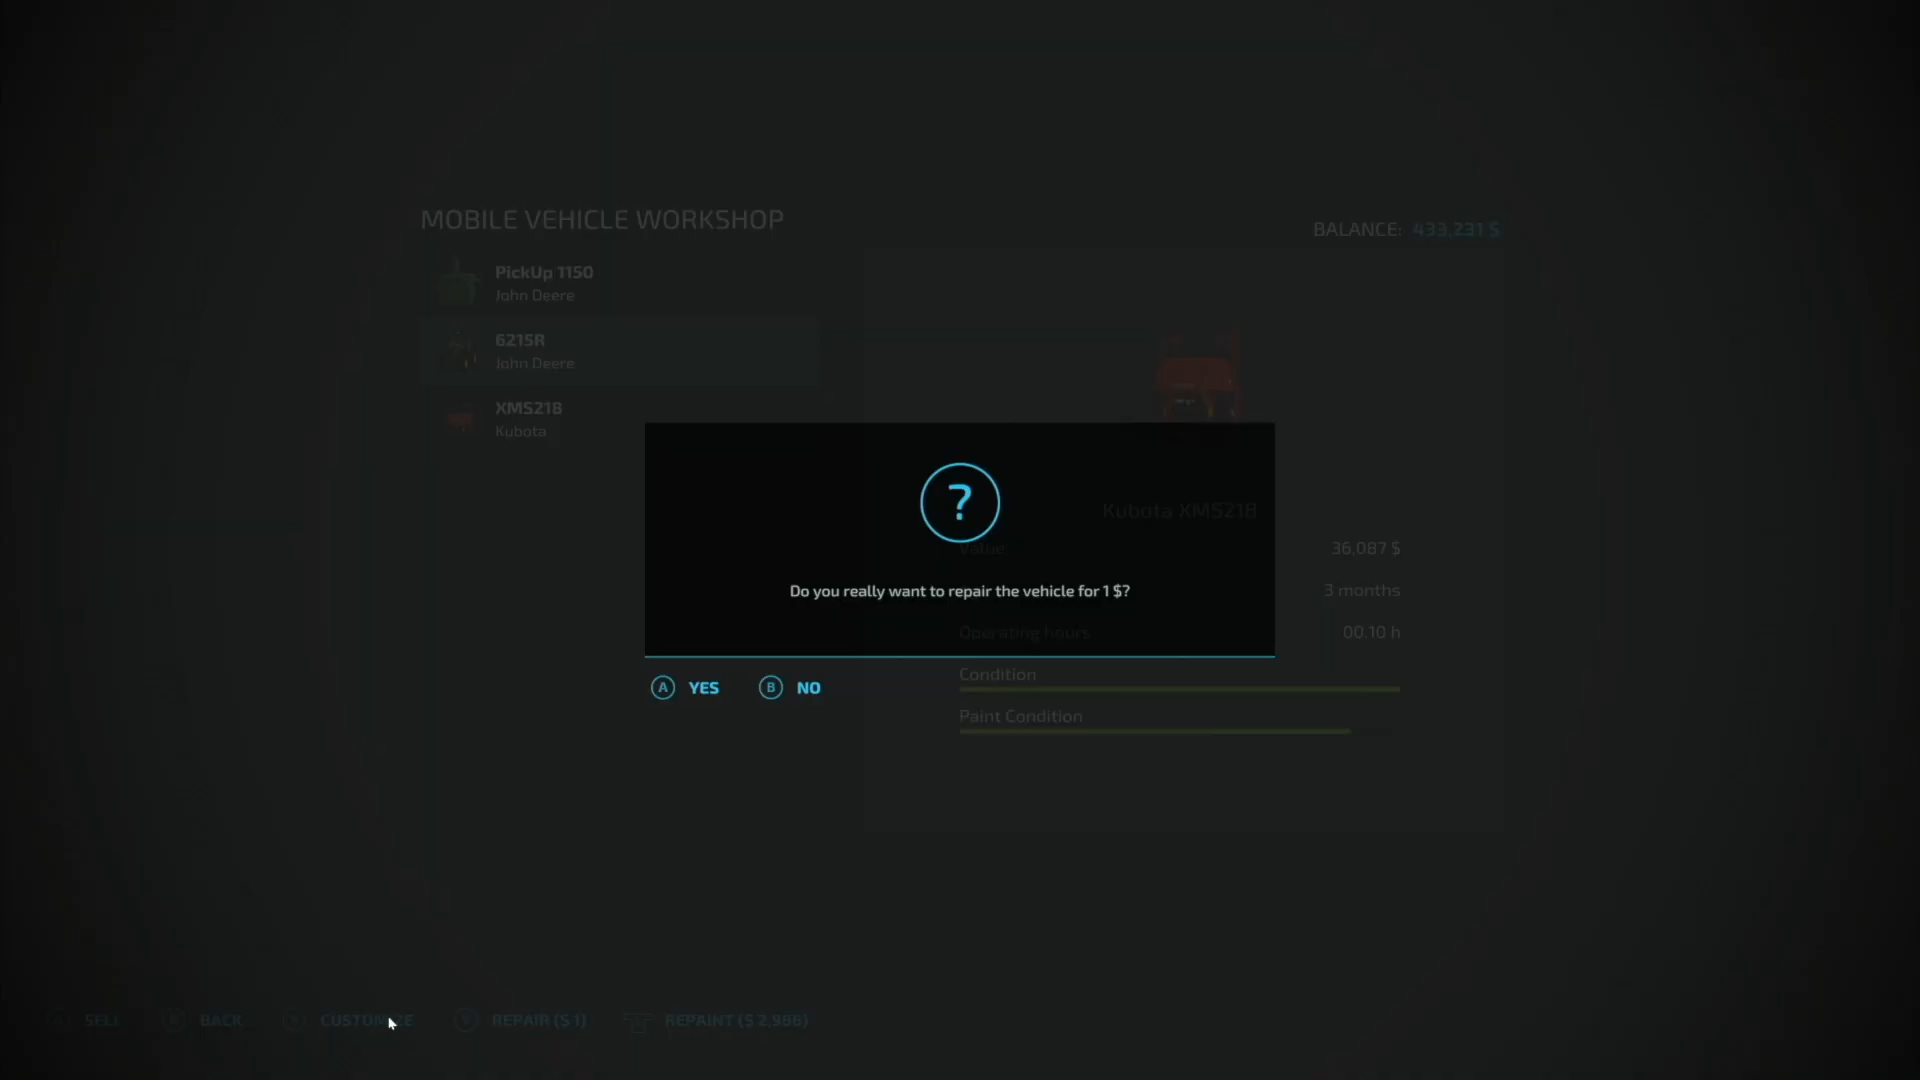 MOBILE VEHICLE WORKSHOP
BALANCE: 433,231 $
PickUp 1150
John Deere
6215R
John Deere
XMS218
Kubota
?
Kubota XMS218
Value 36,087 $
Do you really want to repair the vehicle for 1 $?
3 months
Operating hours 00.10 h
Condition
A YES B NO
Paint Condition
SELL BACK CUSTOMIZE REPAIR ($ 1) REPAINT ($ 2,986)